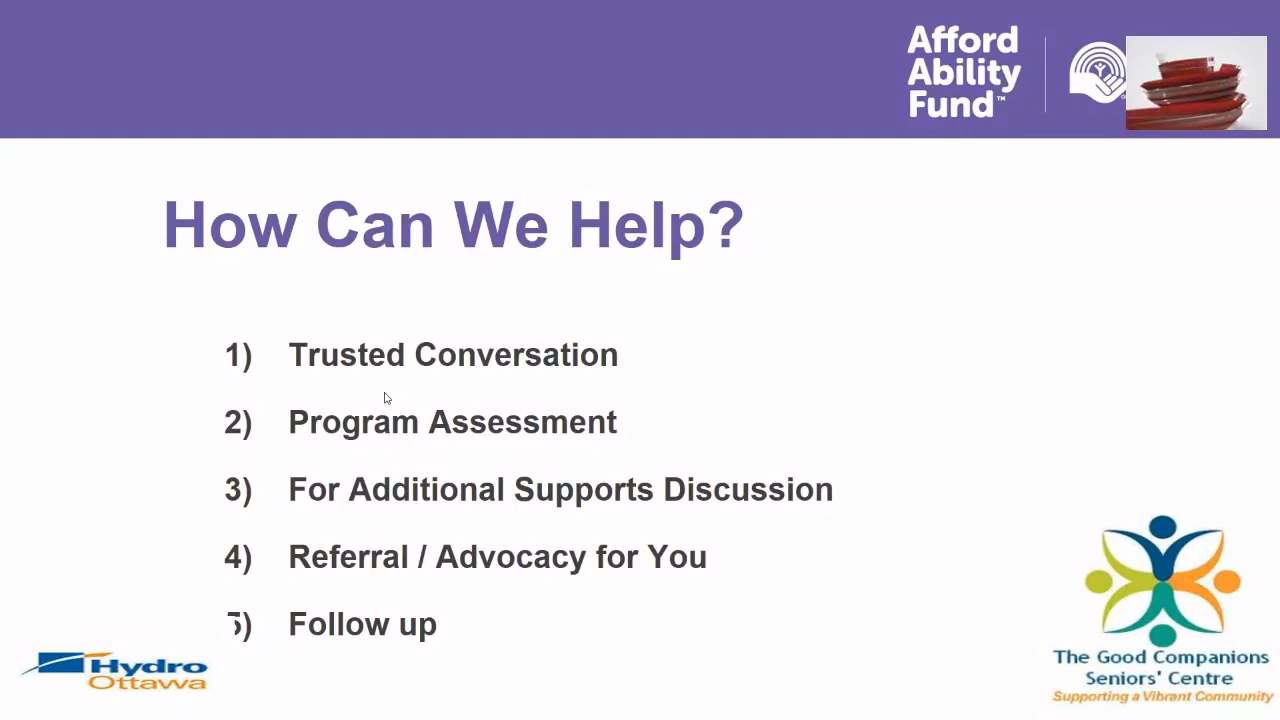 Afford
Ability
Fund™
How Can We Help?
1) Trusted Conversation
2) Program Assessment
3) For Additional Supports Discussion
4) Referral / Advocacy for You
5) Follow up
Hydro
Ottawa
The Good Companions
Seniors' Centre
Supporting a Vibrant Community